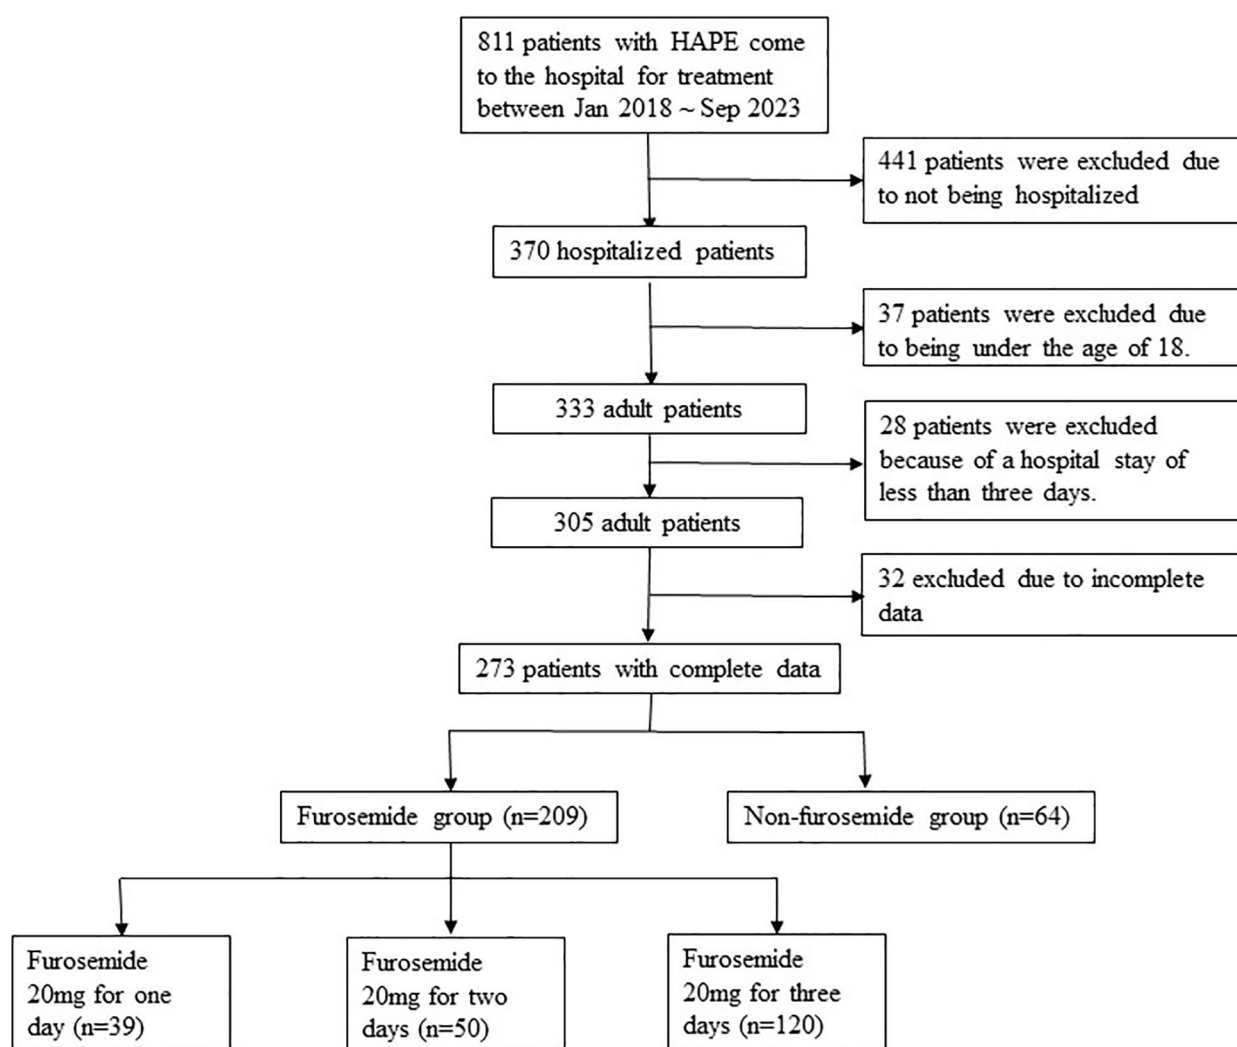 811 patients with HAPE come
to the hospital for treatment
between Jan 2018 ~ Sep 2023
441 patients were excluded due
to not being hospitalized
370 hospitalized patients
37 patients were excluded due
to being under the age of 18.
333 adult patients
28 patients were excluded
because of a hospital stay of
less than three days.
305 adult patients
32 excluded due to incomplete
data
273 patients with complete data
Furosemide group (n=209)
Non-furosemide group (n=64)
Furosemide
20mg for one
day (n=39)
Furosemide
20mg for two
days (n=50)
Furosemide
20mg for three
days (n=120)